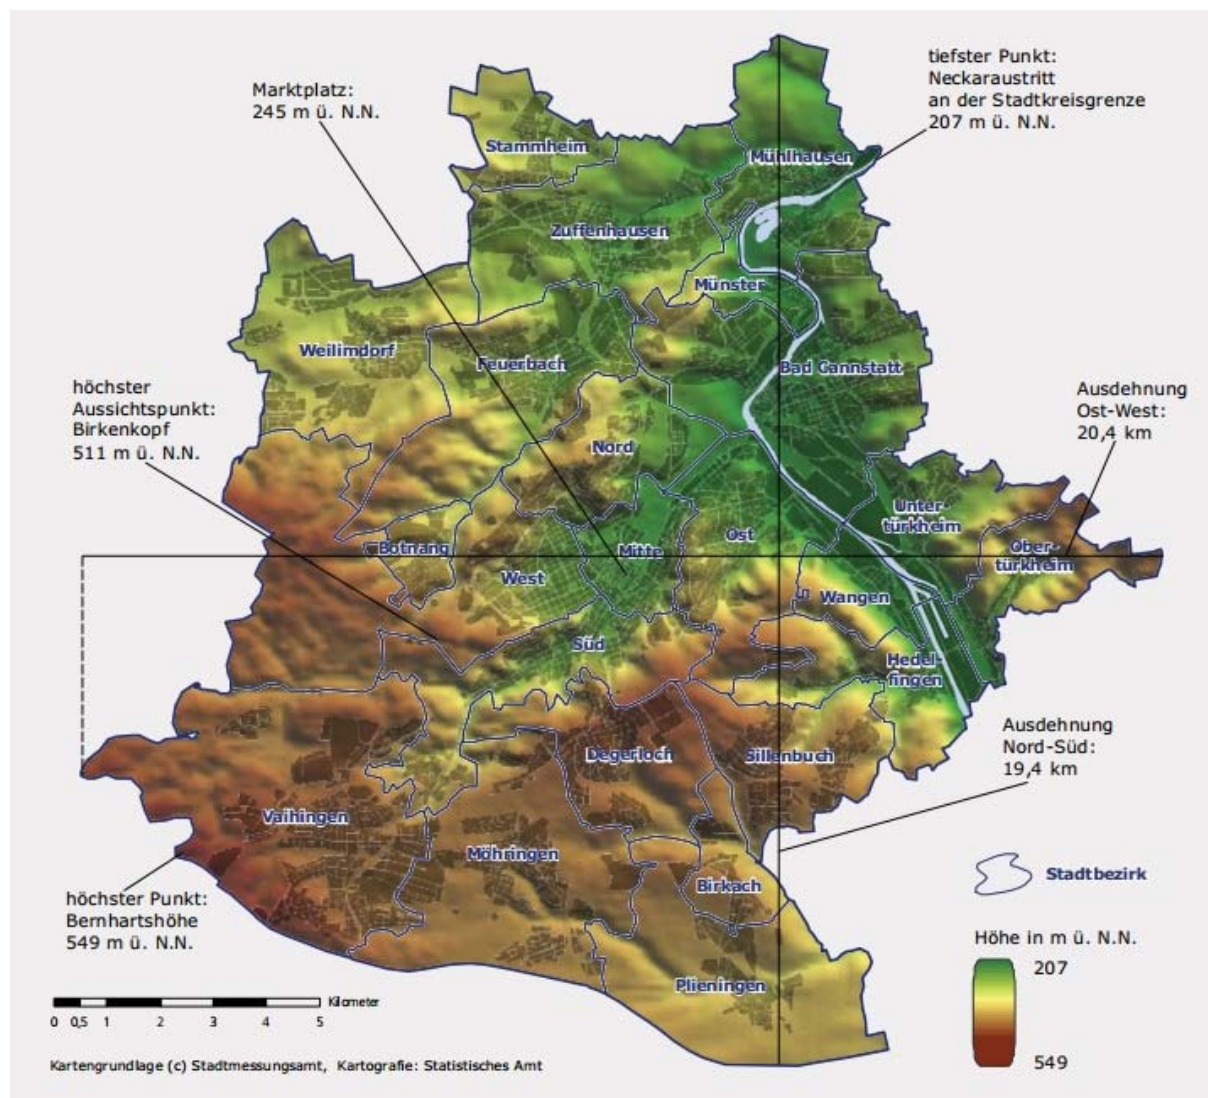 tiefster Punkt:
Neckaraustritt
an der Stadtkreisgrenze
207 m ü. N.N.
Marktplatz:
245 m ü. N.N.
Stammheim
Mühlhausen
Zuffenhausen
Münster
Weilimdorf
Feuerbach
Bad Cannstatt
höchster
Aussichtspunkt:
Birkenkopf
511 m ü. N.N.
Ausdehnung
Ost-West:
20,4 km
Nord
Unter-
türkheim
Botnang
Mitte
Ost
Ober-
türkheim
West
Wangen
Süd
Hedel-
fingen
Ausdehnung
Nord-Süd:
19,4 km
Degerloch
Sillenbuch
Vaihingen
Möhringen
Birkach
Plieningen
höchster Punkt:
Bernhartshöhe
549 m ü. N.N.
Stadtbezirk
Höhe in m ü. N.N.
207
549
Kilometer
0 0,5 1 2 3 4 5
Kartengrundlage (c) Stadtmessungsamt, Kartografie: Statistisches Amt